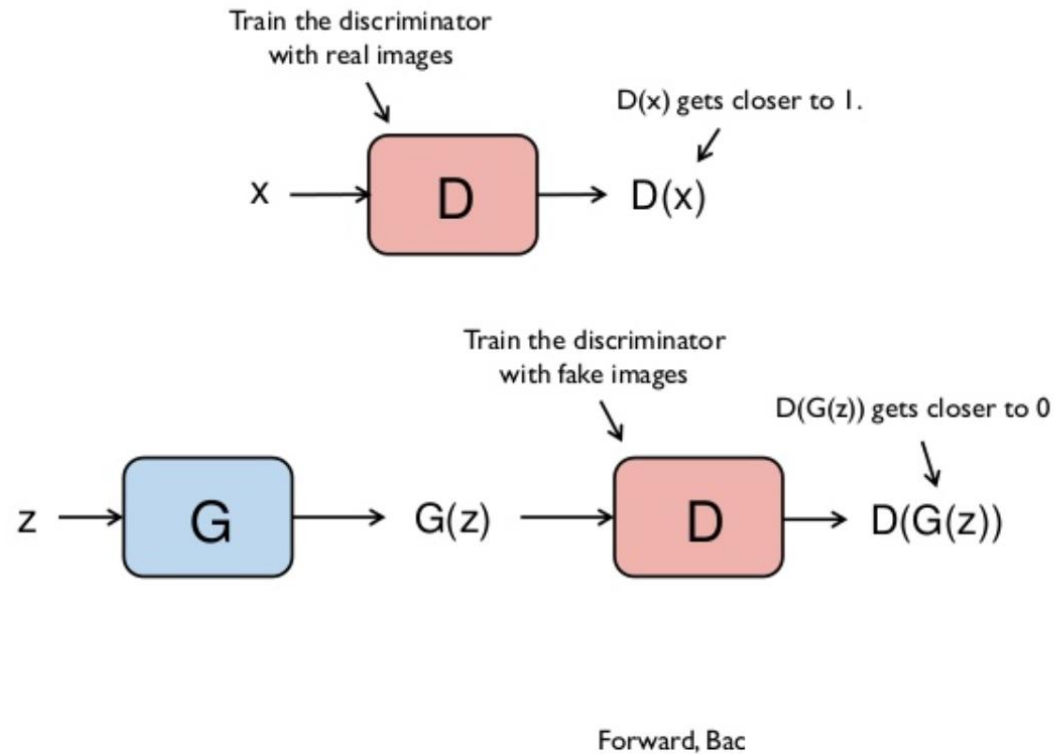 Train the discriminator
with real images
D(x) gets closer to 1.
x
D
D(x)
Train the discriminator
with fake images
D(G(z)) gets closer to 0
z
G
G(z)
D
D(G(z))
Forward, Bac